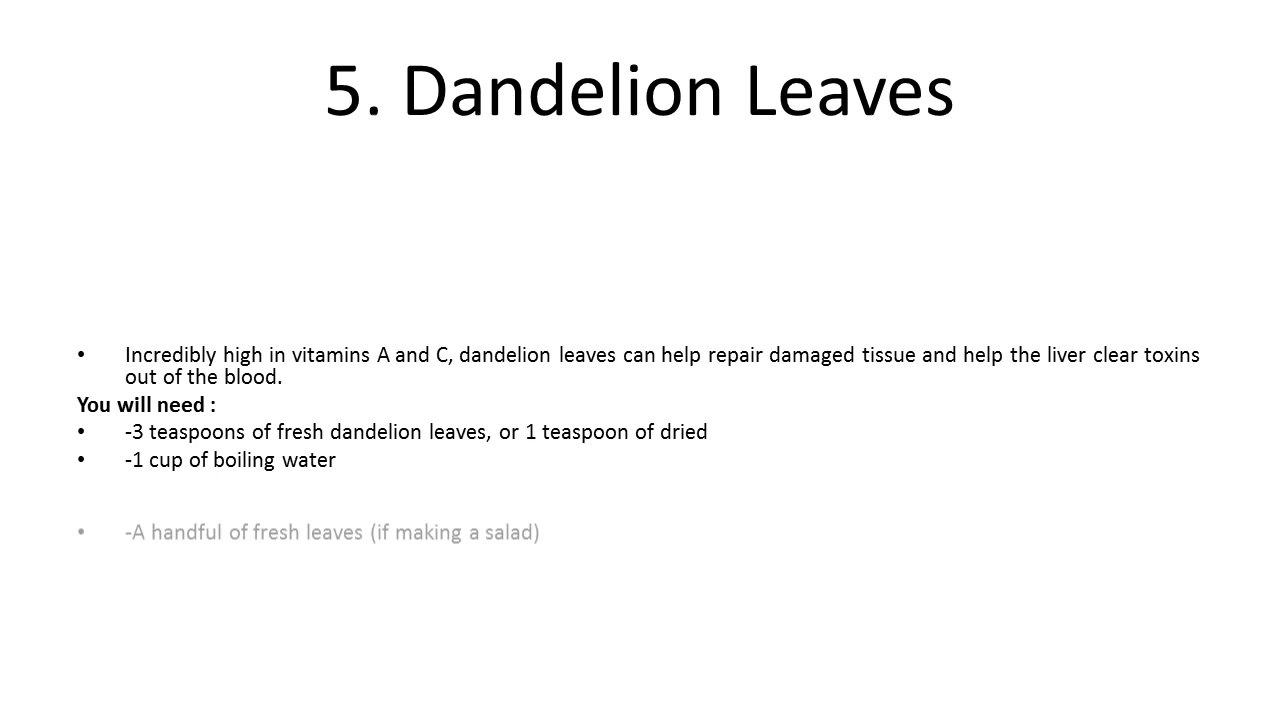 5. Dandelion Leaves
• Incredibly high in vitamins A and C, dandelion leaves can help repair damaged tissue and help the liver clear toxins
out of the blood.
You will need :
• -3 teaspoons of fresh dandelion leaves, or 1 teaspoon of dried
• -1 cup of boiling water
• -A handful of fresh leaves (if making a salad)